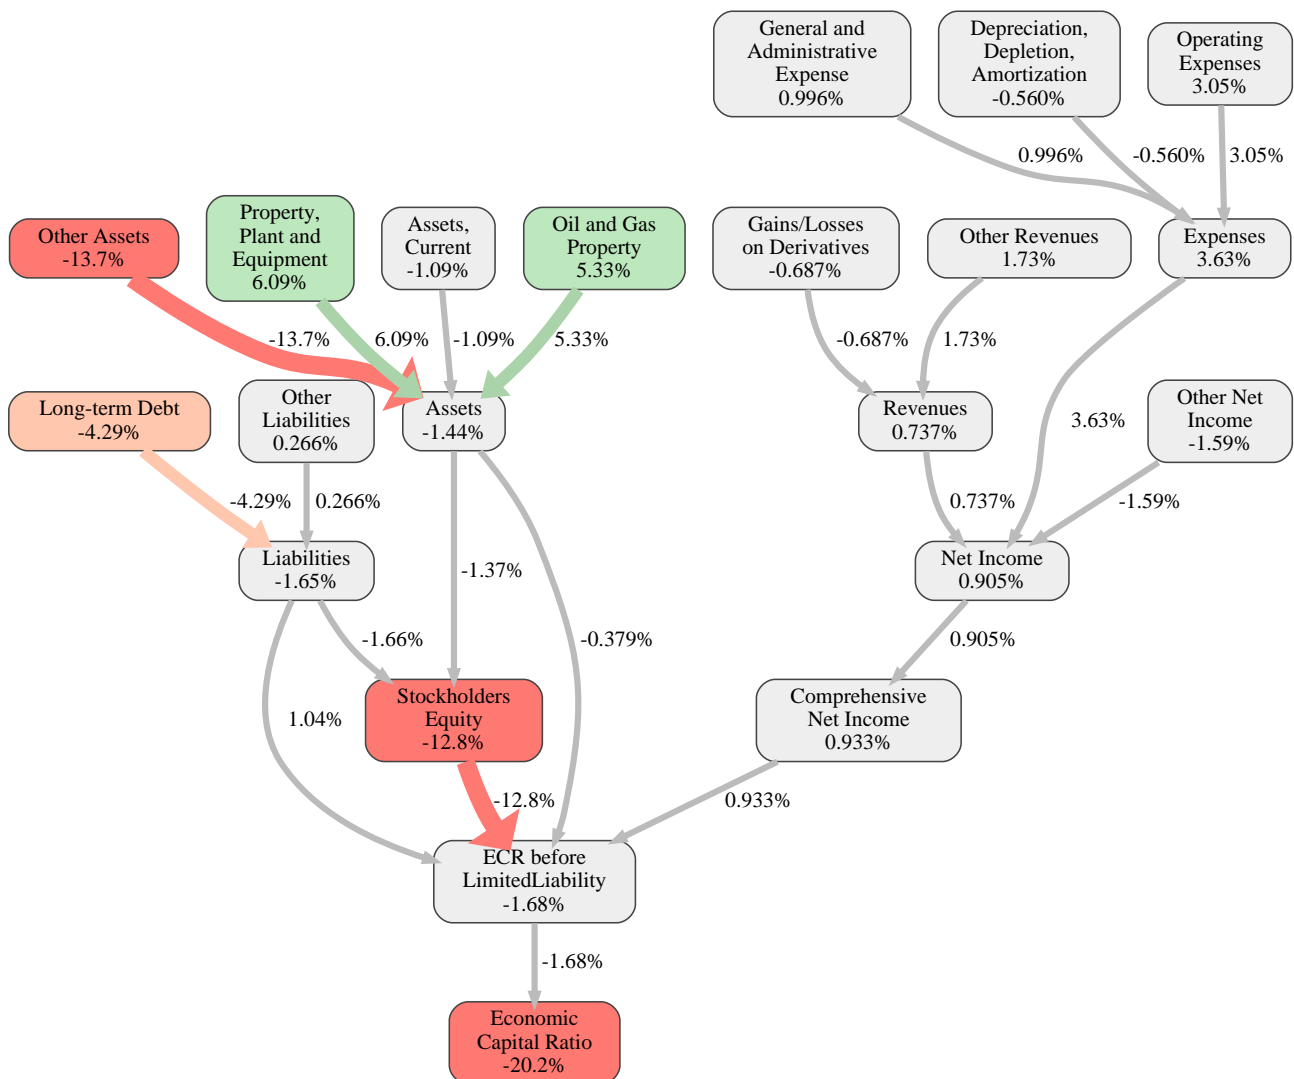 General and
Administrative
Expense
0.996%
Depreciation,
Depletion,
Amortization
-0.560%
Operating
Expenses
3.05%
0.996%
-0.560%
3.05%
Other Assets
-13.7%
Property,
Plant and
Equipment
6.09%
Assets,
Current
-1.09%
Oil and Gas
Property
5.33%
Gains/Losses
on Derivatives
-0.687%
Other Revenues
1.73%
Expenses
3.63%
-13.7%
6.09%
-1.09%
5.33%
-0.687%
1.73%
3.63%
Long-term Debt
-4.29%
Other
Liabilities
0.266%
Assets
-1.44%
Revenues
0.737%
Other Net
Income
-1.59%
-4.29%
0.266%
0.737%
-1.59%
Liabilities
-1.65%
-1.37%
Net Income
0.905%
-1.66%
-0.379%
0.905%
1.04%
Stockholders
Equity
-12.8%
Comprehensive
Net Income
0.933%
-12.8%
0.933%
ECR before
LimitedLiability
-1.68%
-1.68%
Economic
Capital Ratio
-20.2%